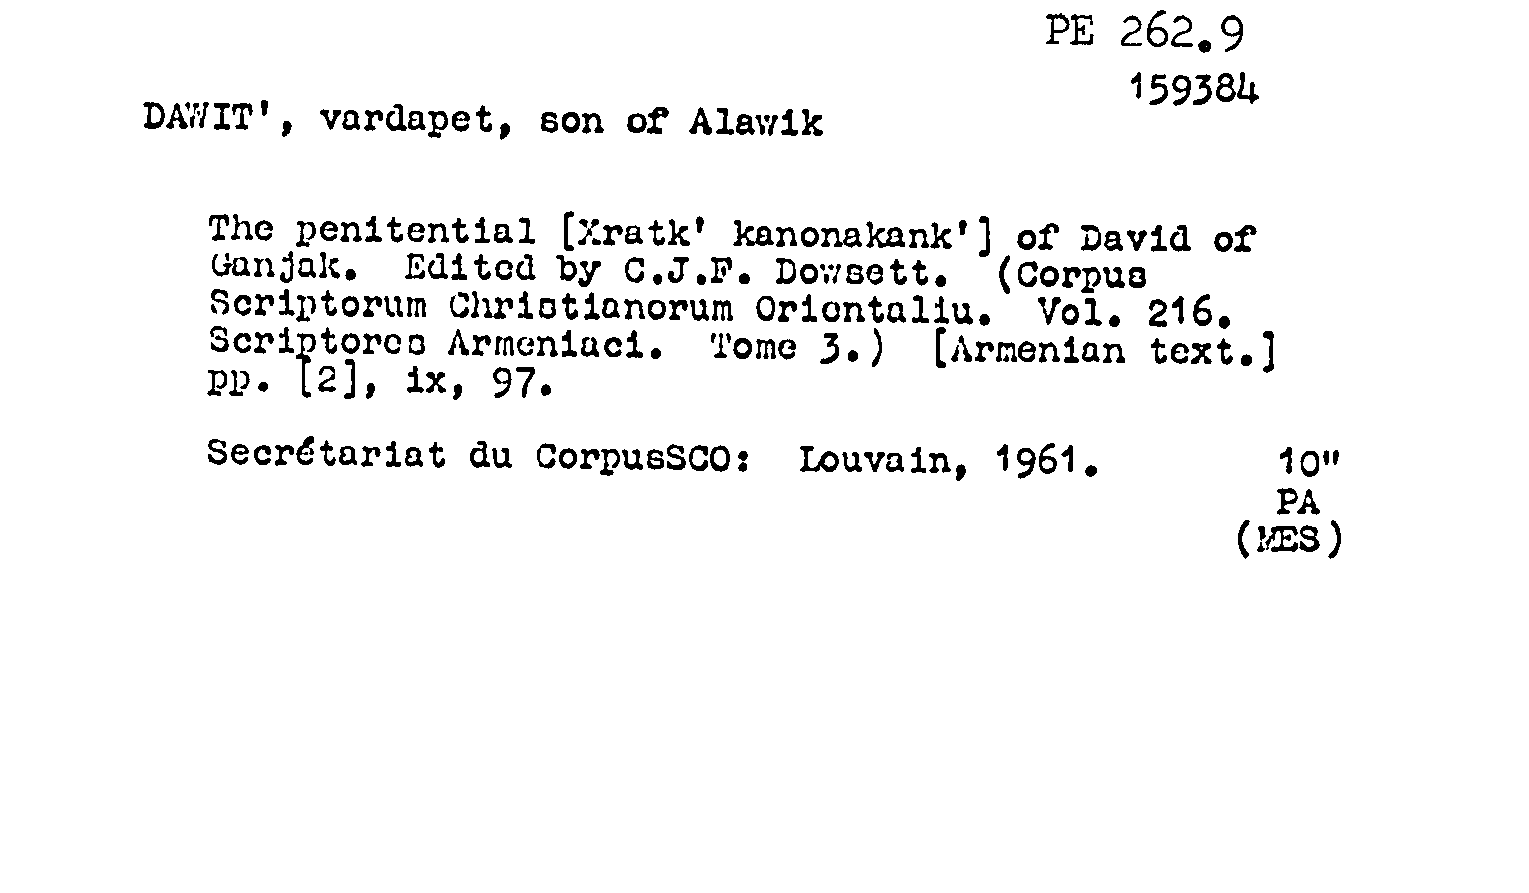 PE 262.9
159384
DAWIT', vardapet, son of Alawik
The penitential [Xratk' kanonakank'] of David of
Ganjak. Edited by C.J.F. Dowsett. (Corpus
Scriptorum Christianorum Orientaliu. Vol. 216.
Scriptores Armeniaci. Tome 3.) [Armenian text.]
pp. [2], ix, 97.
Secrétariat du CorpusSCO: Louvain, 1961. 10"
PA
(MES)